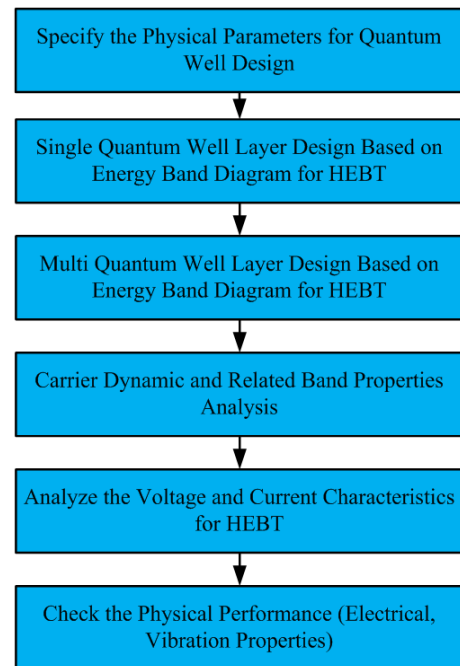 Specify the Physical Parameters for Quantum
Well Design
Single Quantum Well Layer Design Based on
Energy Band Diagram for HEBT
Multi Quantum Well Layer Design Based on
Energy Band Diagram for HEBT
Carrier Dynamic and Related Band Properties
Analysis
Analyze the Voltage and Current Characteristics
for HEBT
Check the Physical Performance (Electrical,
Vibration Properties)